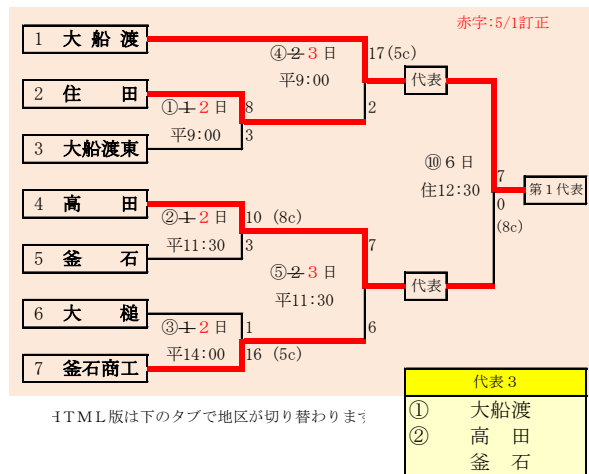 赤字:5/1訂正
1 大 船 渡
④2 3 日
17(5c)
平9:00
代表
2 住 田
①1 2 日
8
2
平9:00
3
3 大船渡東
⑩6 日
7
住12:30
第1代表
0
(8c)
4 高 田
②1 2 日
10 (8c)
平11:30
3
7
5 釜 石
⑤2 3 日
代表
平11:30
6 大 槌
③1 2 日
1
6
平14:00
16 (5c)
7 釜石商工
代表3
① 大船渡
② 高 田
釜 石
HTML版は下のタブで地区が切り替わります